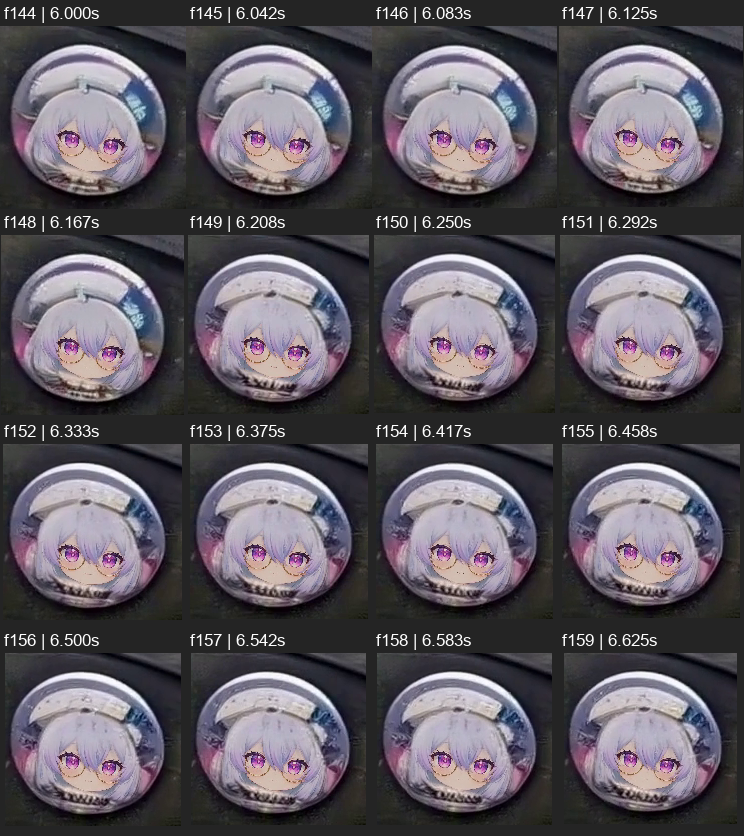 f144 | 6.000s f145 | 6.042s f146 | 6.083s f147 | 6.125s
f148 | 6.167s f149 | 6.208s f150 | 6.250s f151 | 6.292s
f152 | 6.333s f153 | 6.375s f154 | 6.417s f155 | 6.458s
f156 | 6.500s f157 | 6.542s f158 | 6.583s f159 | 6.625s